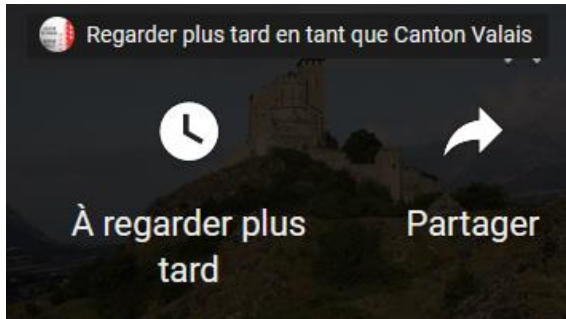 Regarder plus tard en tant que Canton Valais
À regarder plus
tard
Partager